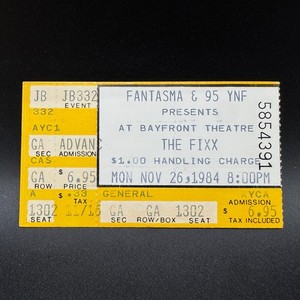 JB JB332
EVENT
FANTASMA & 95 YNF
332
PRESENTS
AYC1
AT BAYFRONT THEATRE
GA ADVANC
SEC ADMISSION
THE FIXX
CAS
$1.00 HANDLING CHARGE
GA $ 6.95
ROW PRICE
MON NOV 26,1984 8:00PM
A $ .33
TAX
GENERAL
AYCA
1302 11/16
SEAT
GA GA 1302 $ 6.95
SEC ROW/BOX SEAT TAX INCLUDED
ADMISSION
5854391